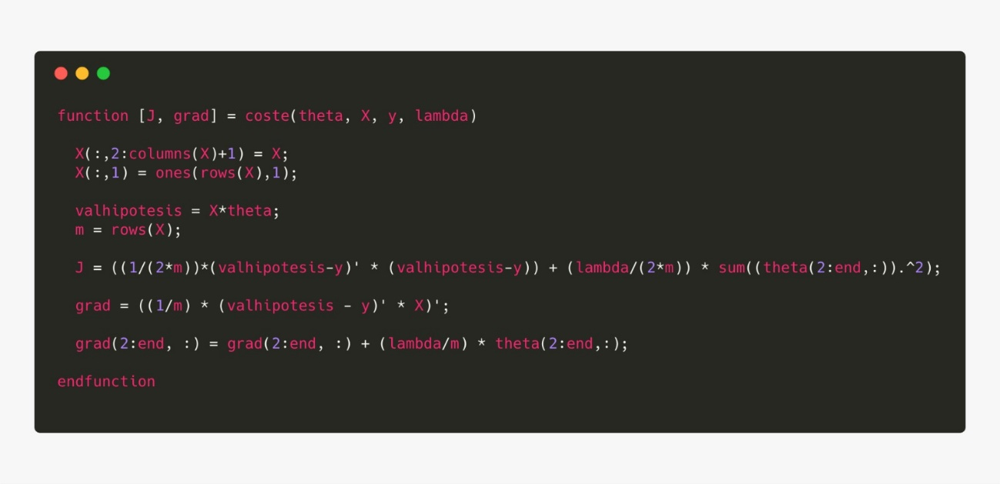 function [J, grad] = coste(theta, X, y, lambda)
X(:,2:columns(X)+1) = X;
X(:,1) = ones(rows(X),1);
valhipotesis = X*theta;
m = rows(X);
J = ((1/(2*m))*(valhipotesis-y)' * (valhipotesis-y)) + (lambda/(2*m)) * sum((theta(2:end,:)).^2);
grad = ((1/m) * (valhipotesis - y)' * X)';
grad(2:end, :) = grad(2:end, :) + (lambda/m) * theta(2:end,:);
endfunction